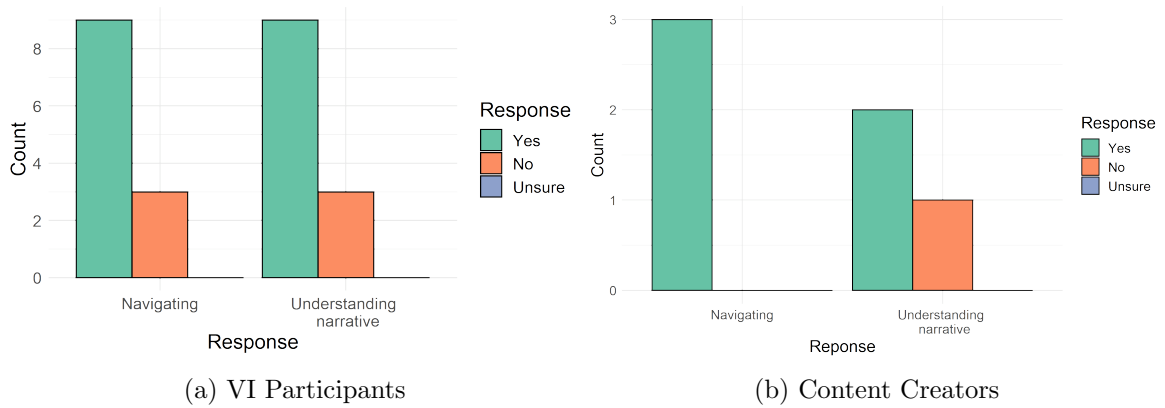 8
6
4
2
0
Count
Navigating
Understanding
narrative
Response
Response
Yes
No
Unsure
(a) VI Participants
3
2
1
0
Count
Navigating
Understanding
narrative
Reponse
Response
Yes
No
Unsure
(b) Content Creators